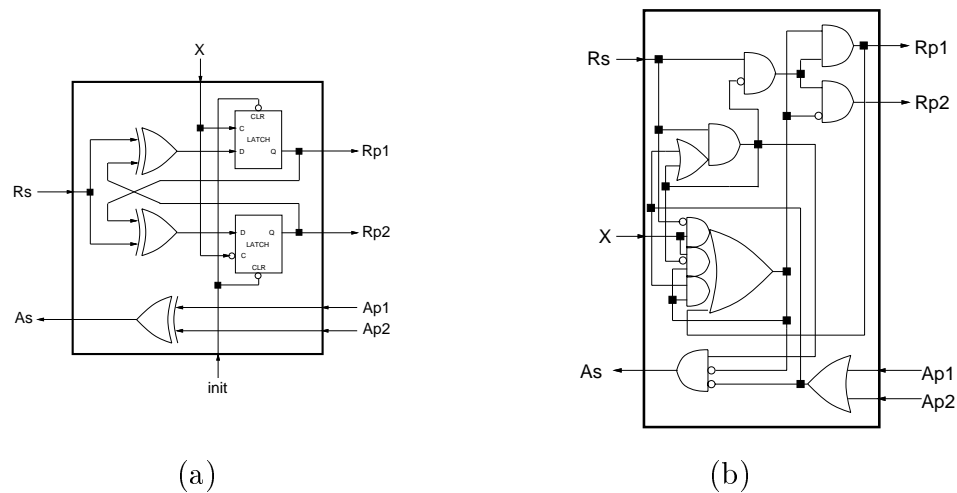 X
CLR
C
LATCH
D
Q
Rp1
Rs
D
Q
Rp2
LATCH
C
CLR
As
Ap1
Ap2
init
(a)
Rs
Rp1
Rp2
X
As
Ap1
Ap2
(b)